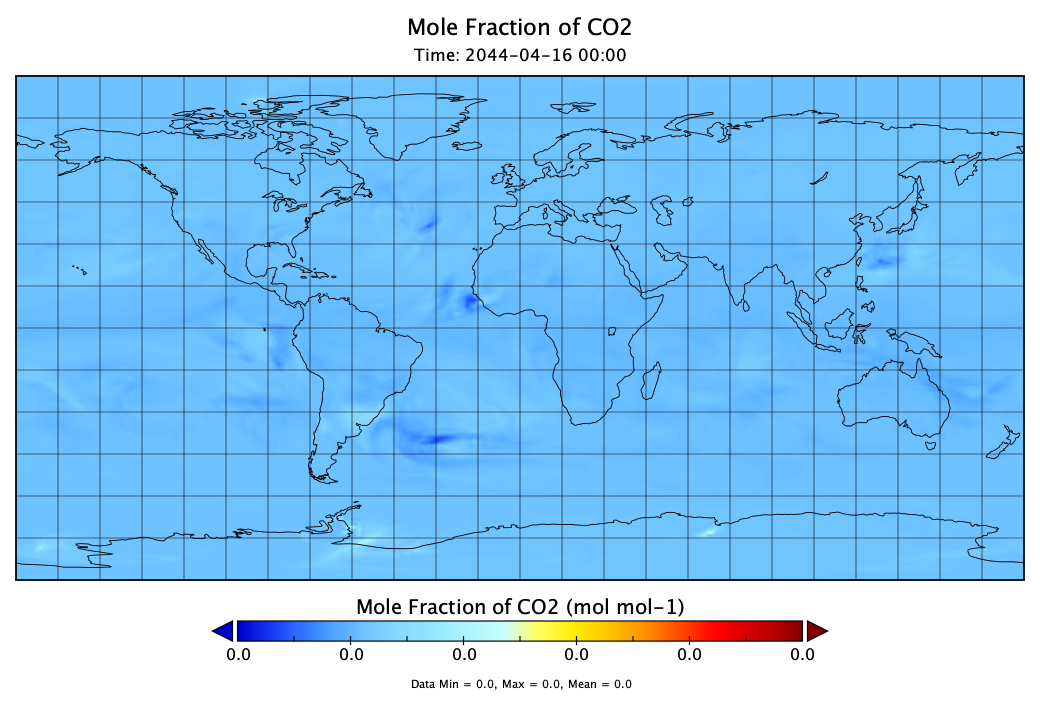 Mole Fraction of CO2
Time: 2044-04-16 00:00
Mole Fraction of CO2 (mol mol-1)
0.0 0.0 0.0 0.0 0.0 0.0
Data Min = 0.0, Max = 0.0, Mean = 0.0